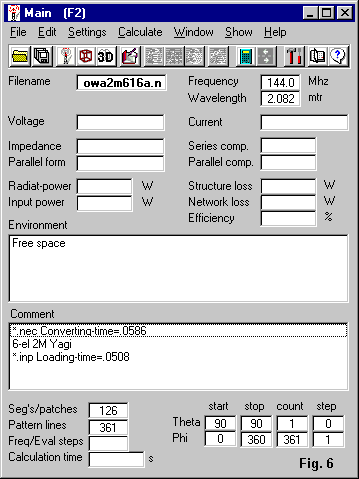 Main (F2)
File Edit Settings Calculate Window Show Help
3D
Filename owa2m616a.n Frequency 144.0 Mhz
Wavelength 2.082 mtr
Voltage Current
Impedance Series comp.
Parallel form Parallel comp.
Radiat-power W Structure loss W
Input power W Network loss W
Efficiency %
Environment
Free space
Comment
*.nec Converting-time=.0586
6-el 2M Yagi
*.inp Loading-time=.0508
Seg's/patches 126 start stop count step
Pattern lines 361 Theta 90 90 1 0
Freq/Eval steps Phi 0 360 361 1
Calculation time s
Fig. 6